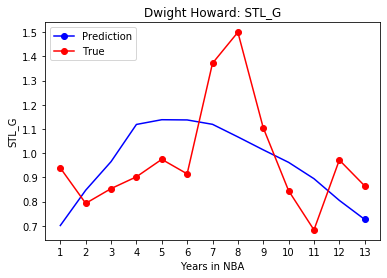 Dwight Howard: STL_G
Prediction
True
1.5
1.4
1.3
1.2
1.1
1.0
0.9
0.8
0.7
STL_G
1 2 3 4 5 6 7 8 9 10 11 12 13
Years in NBA